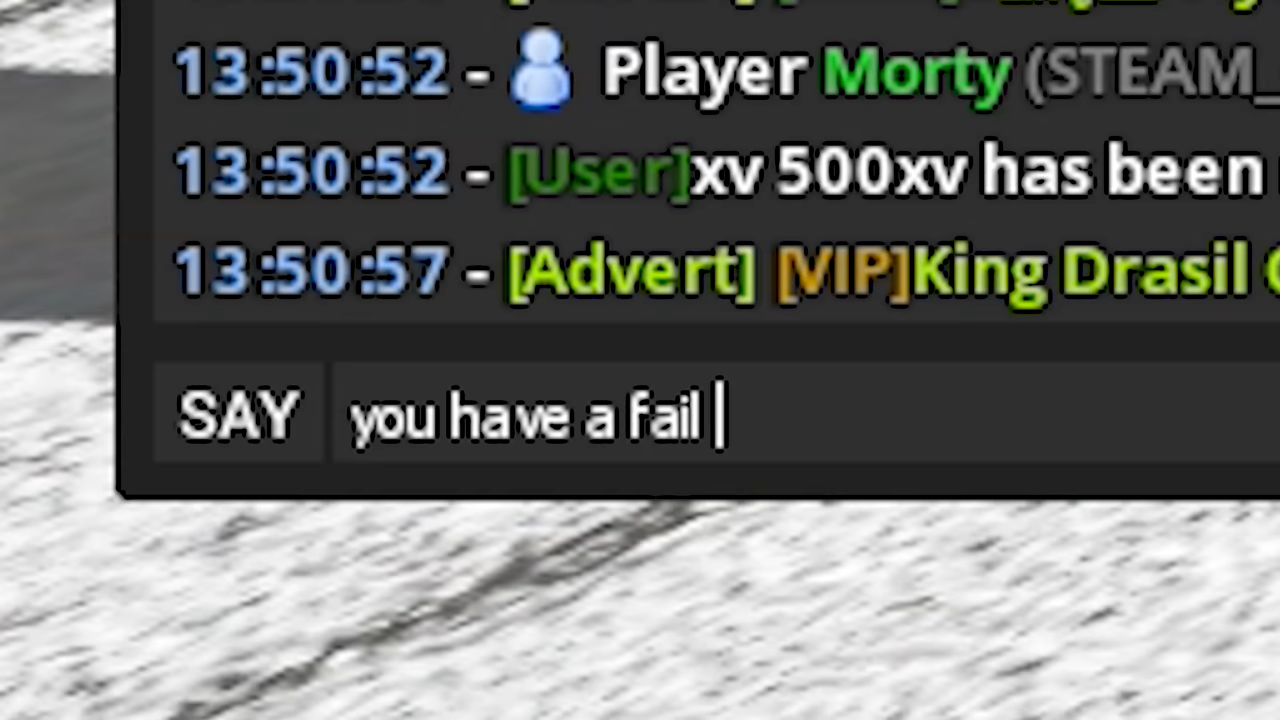 13:50:52 - Player Morty (STEAM_
13:50:52 - [User]xv 500xv has been
13:50:57 - [Advert] [VIP]King Drasil
SAY you have a fail